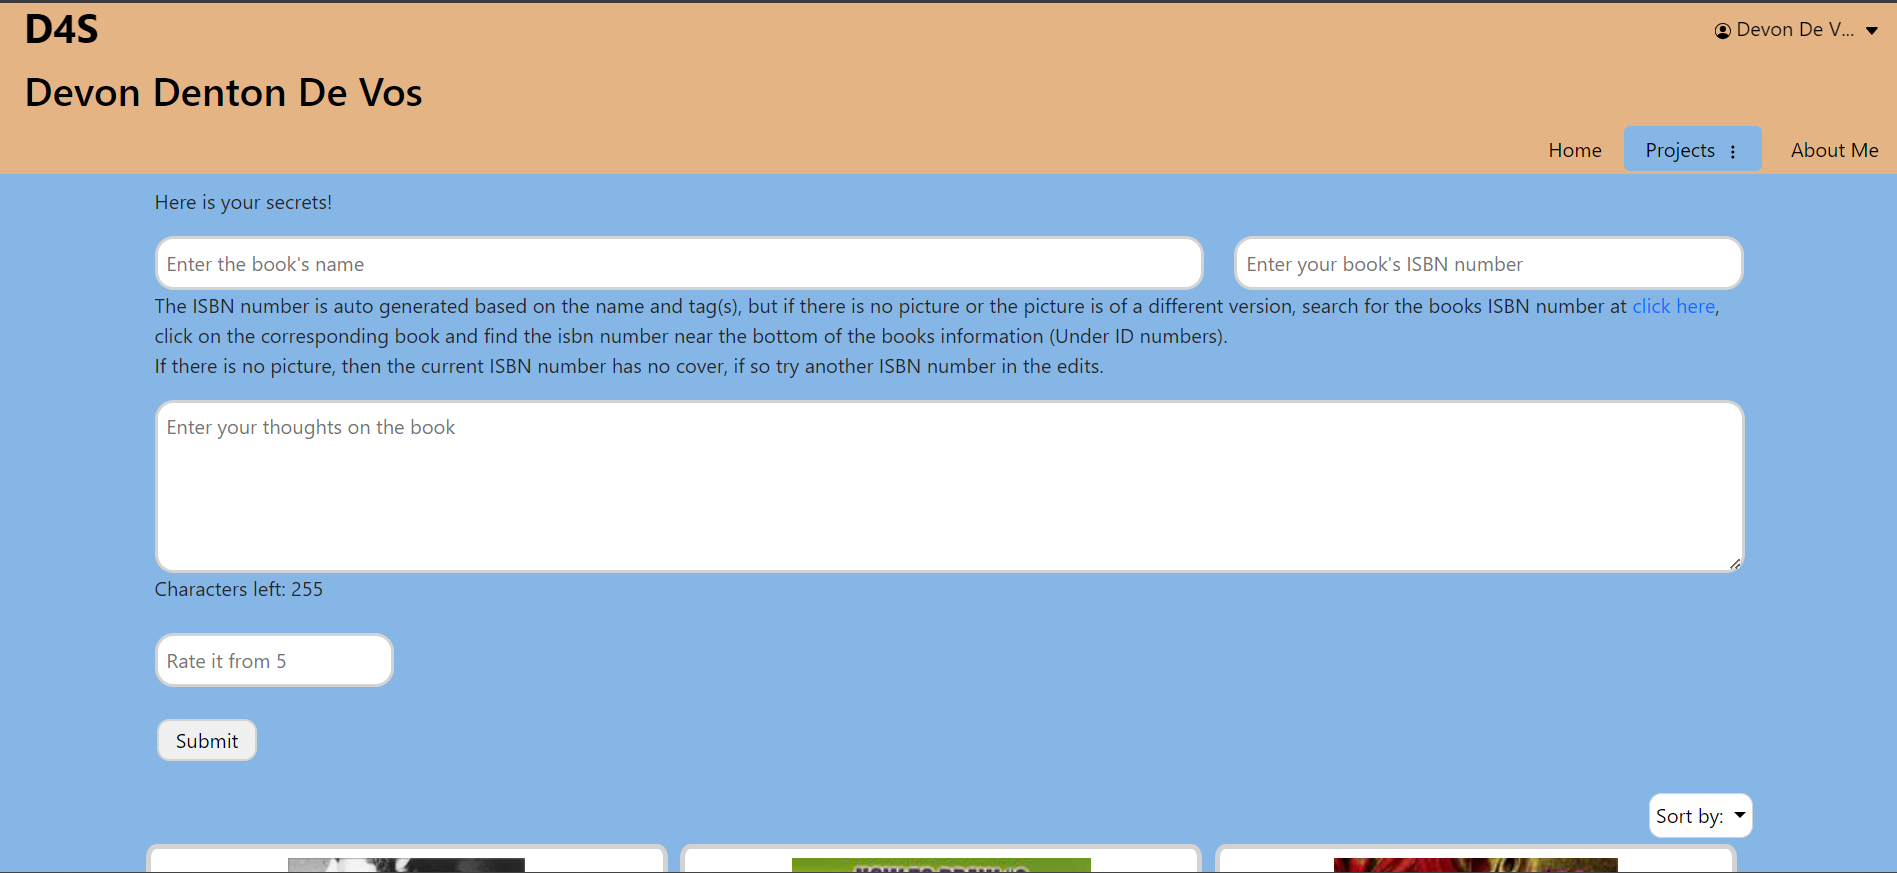 D4S
Devon De V...
Devon Denton De Vos
Home
Projects
About Me
Here is your secrets!
Enter the book's name
Enter your book's ISBN number
The ISBN number is auto generated based on the name and tag(s), but if there is no picture or the picture is of a different version, search for the books ISBN number at click here,
click on the corresponding book and find the isbn number near the bottom of the books information (Under ID numbers).
If there is no picture, then the current ISBN number has no cover, if so try another ISBN number in the edits.
Enter your thoughts on the book
Characters left: 255
Rate it from 5
Submit
Sort by: